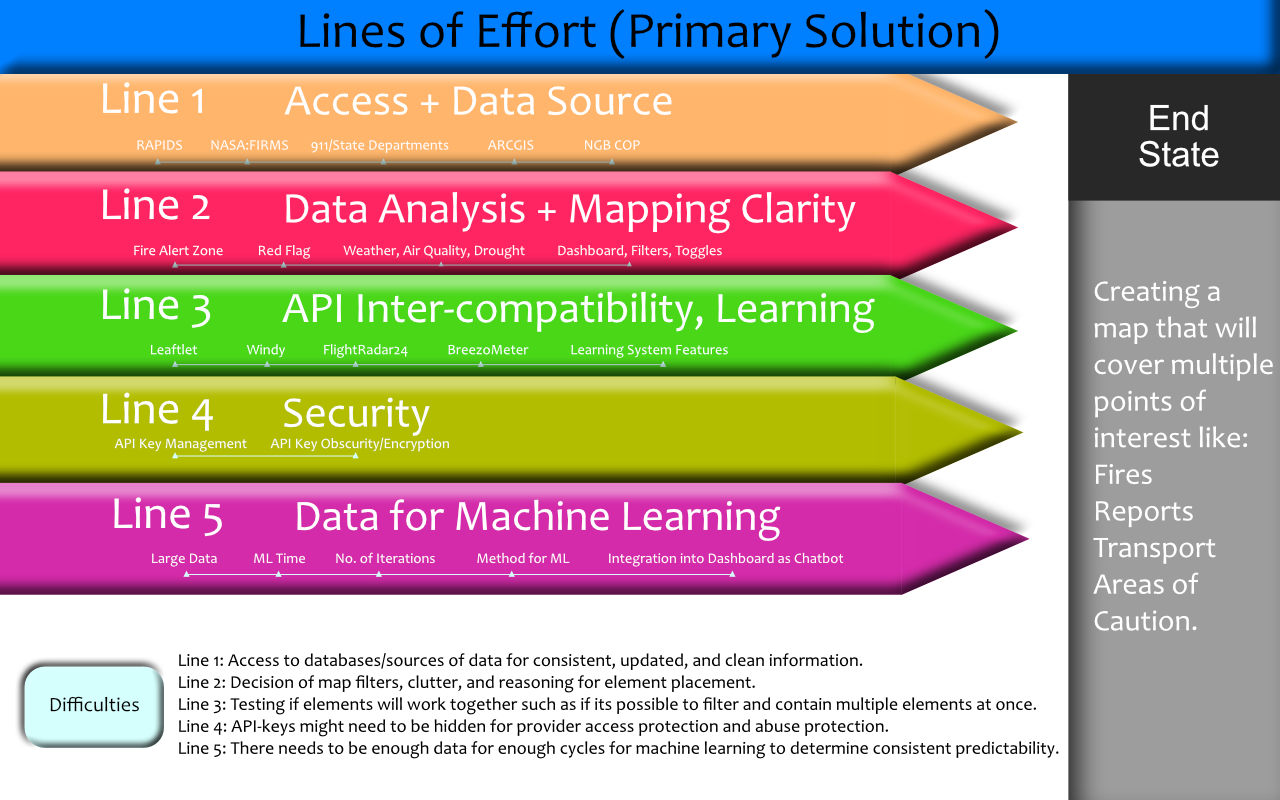 Lines of Effort (Primary Solution)
Line 1 Access + Data Source
RAPIDS NASA:FIRMS 911/State Departments ARCGIS NGB COP
Line 2 Data Analysis + Mapping Clarity
Fire Alert Zone Red Flag Weather, Air Quality, Drought Dashboard, Filters, Toggles
Line 3 API Inter-compatibility, Learning
Leaftlet Windy FlightRadar24 BreezoMeter Learning System Features
Line 4 Security
API Key Management API Key Obscurity/Encryption
Line 5 Data for Machine Learning
Large Data ML Time No. of Iterations Method for ML Integration into Dashboard as Chatbot
End
State
Creating a
map that will
cover multiple
points of
interest like:
Fires
Reports
Transport
Areas of
Caution.
Difficulties
Line 1: Access to databases/sources of data for consistent, updated, and clean information.
Line 2: Decision of map filters, clutter, and reasoning for element placement.
Line 3: Testing if elements will work together such as if its possible to filter and contain multiple elements at once.
Line 4: API-keys might need to be hidden for provider access protection and abuse protection.
Line 5: There needs to be enough data for enough cycles for machine learning to determine consistent predictability.